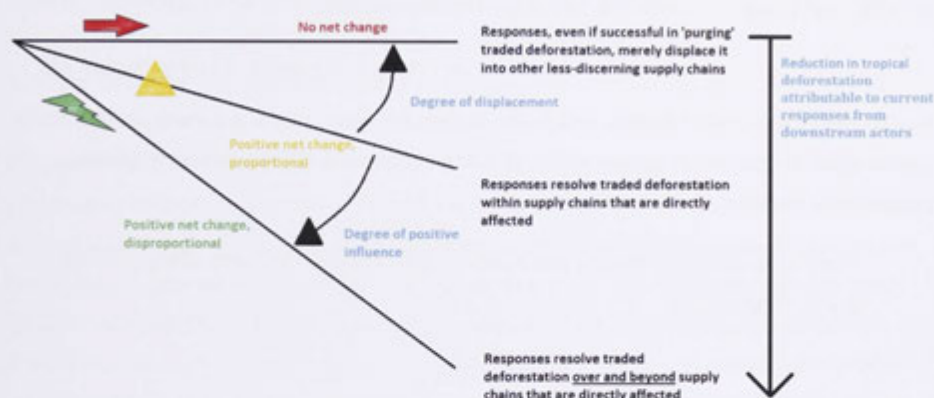 No net change
Responses, even if successful in 'purging'
traded deforestation, merely displace it
into other less-discerning supply chains
Reduction in tropical
deforestation
attributable to current
responses from
downstream actors
Degree of displacement
Positive net change,
proportional
Responses resolve traded deforestation
within supply chains that are directly
affected
Positive net change,
disproportional
Degree of positive
influence
Responses resolve traded
deforestation over and beyond supply
chains that are directly affected